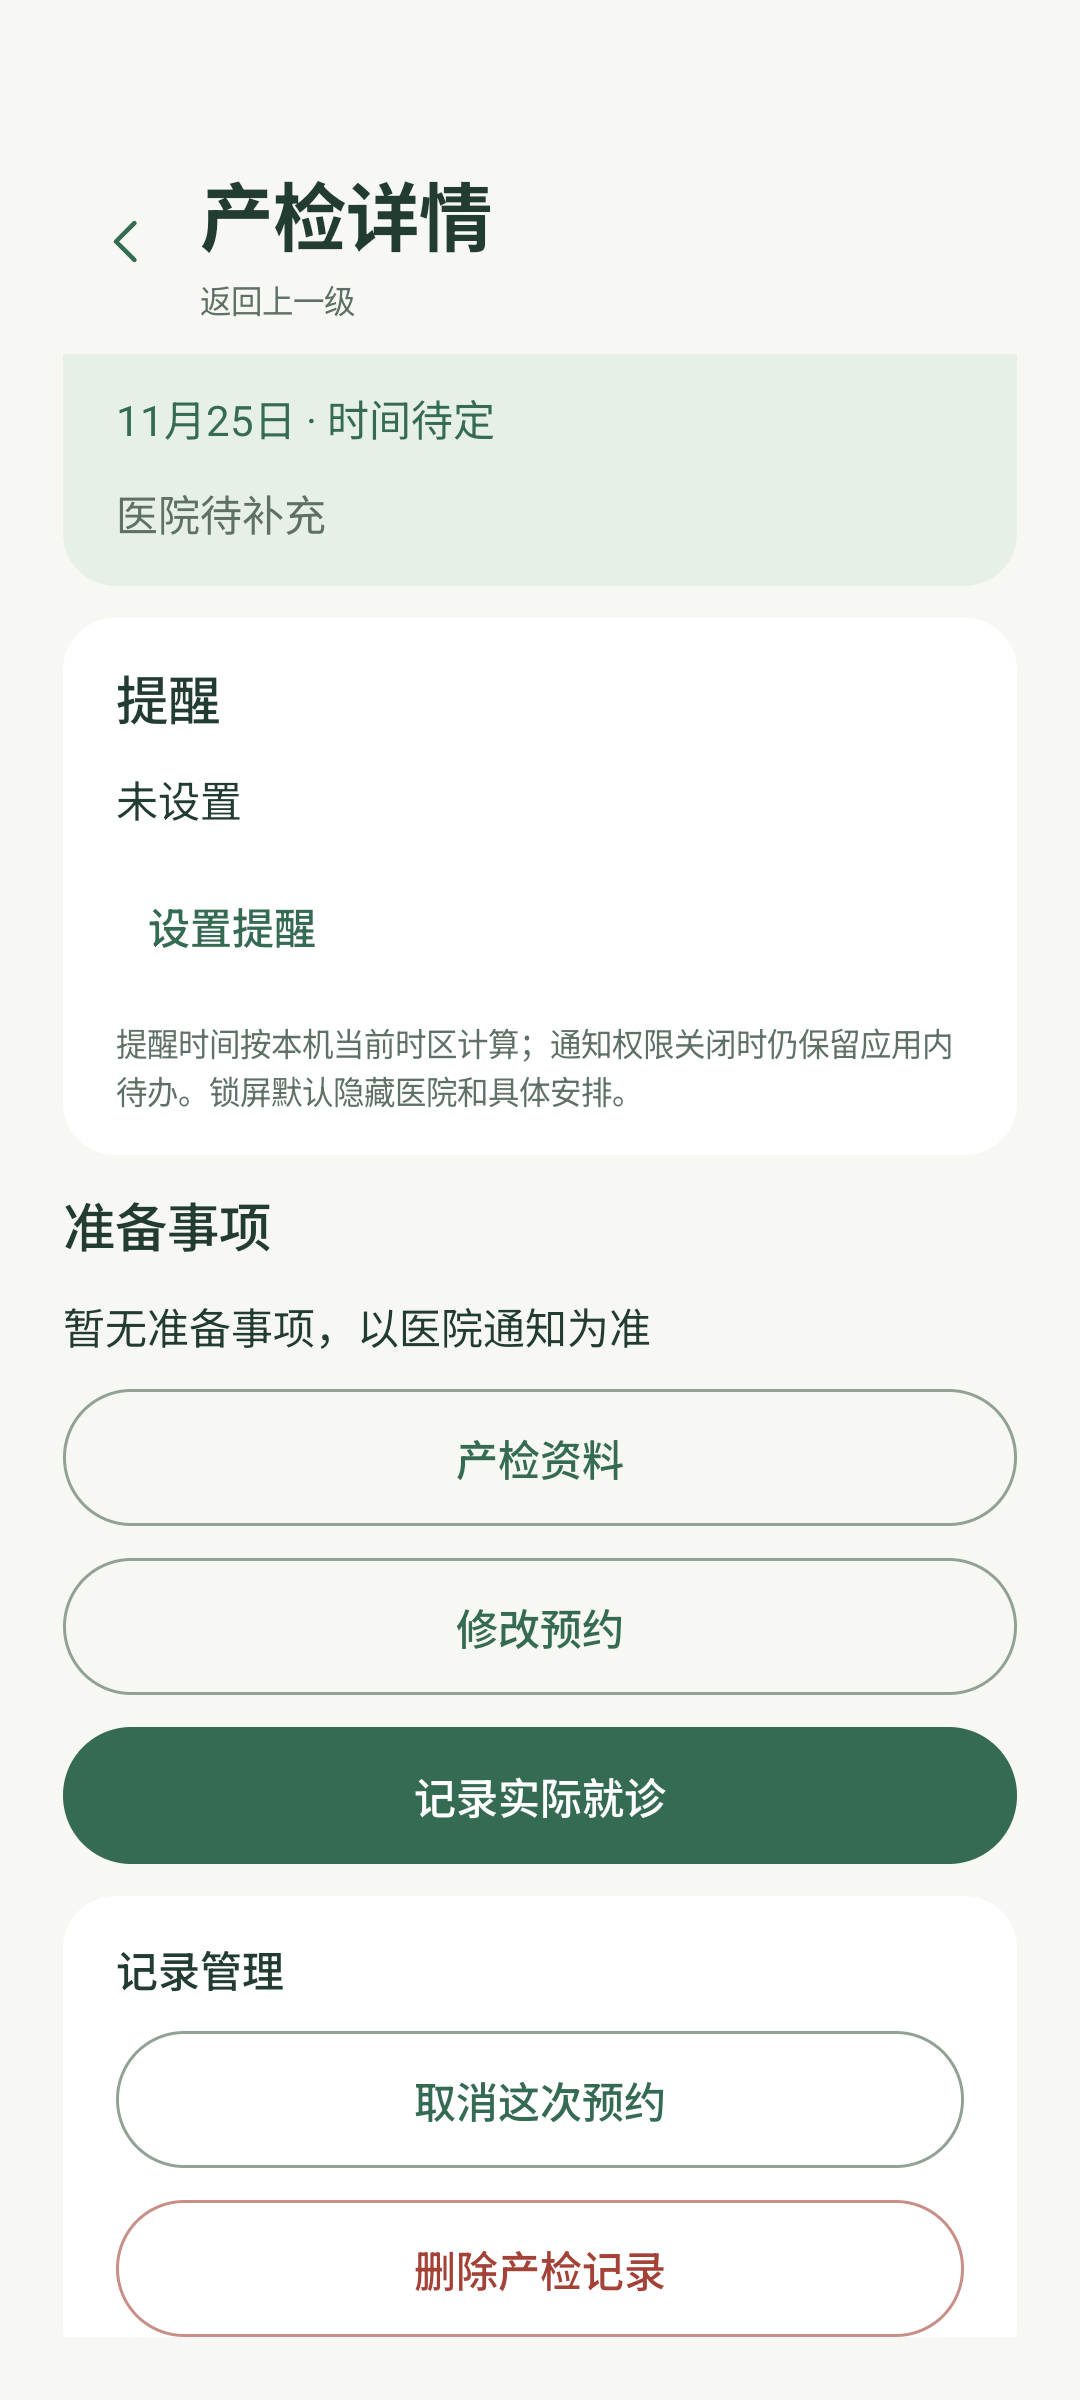 产检详情
返回上一级
11月25日 · 时间待定
医院待补充
提醒
未设置
设置提醒
提醒时间按本机当前时区计算；通知权限关闭时仍保留应用内
待办。锁屏默认隐藏医院和具体安排。
准备事项
暂无准备事项，以医院通知为准
产检资料
修改预约
记录实际就诊
记录管理
取消这次预约
删除产检记录